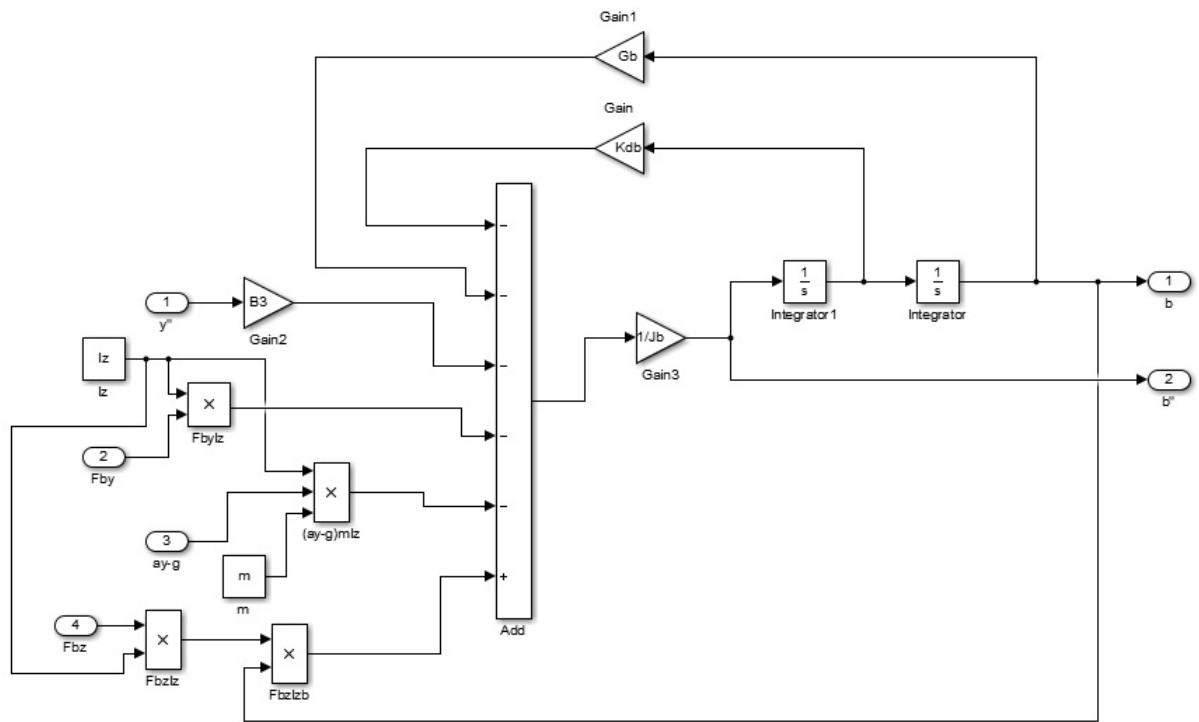 Gain1
Gb
Gain
Kdb
−
−
1
y"
B3
Gain2
−
1
s
Integrator1
1
s
Integrator
1
b
1/Jb
Gain3
2
b"
Iz
Iz
×
FbyIz
−
2
Fby
×
(ay-g)mIz
−
3
ay-g
m
m
+
Add
4
Fbz
×
FbzIz
×
FbzIzb